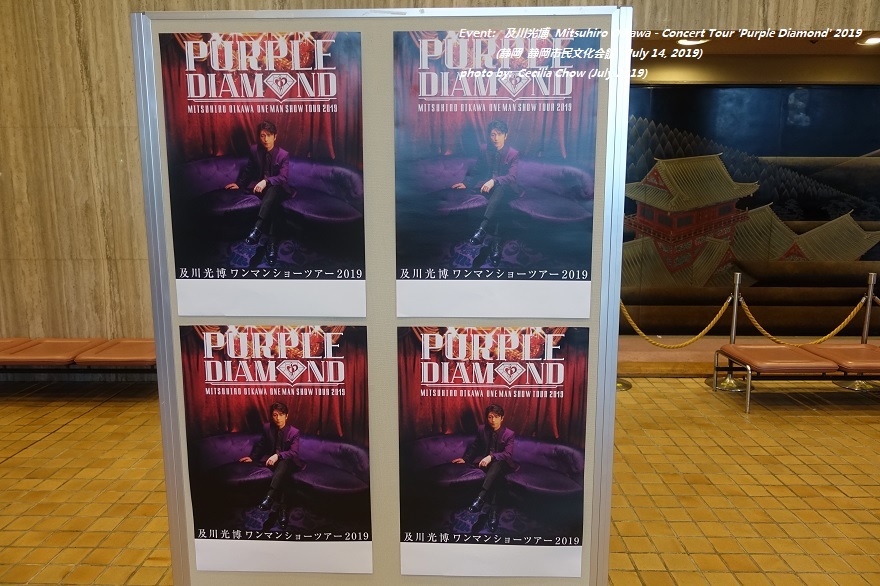 Event: 及川光博 Mitsuhiro Oikawa - Concert Tour 'Purple Diamond' 2019
(静岡 静岡市民文化会館 July 14, 2019)
photo by: Cecilia Chow (July 2019)
PURPLE
DIAMOND
MITSUHIRO OIKAWA ONE MAN SHOW TOUR 2019
及川光博ワンマンショーツアー2019
PURPLE
DIAMOND
MITSUHIRO OIKAWA ONE MAN SHOW TOUR 2019
及川光博ワンマンショーツアー2019
PURPLE
DIAMOND
MITSUHIRO OIKAWA ONE MAN SHOW TOUR 2019
及川光博ワンマンショーツアー2019
PURPLE
DIAMOND
MITSUHIRO OIKAWA ONE MAN SHOW TOUR 2019
及川光博ワンマンショーツアー2019